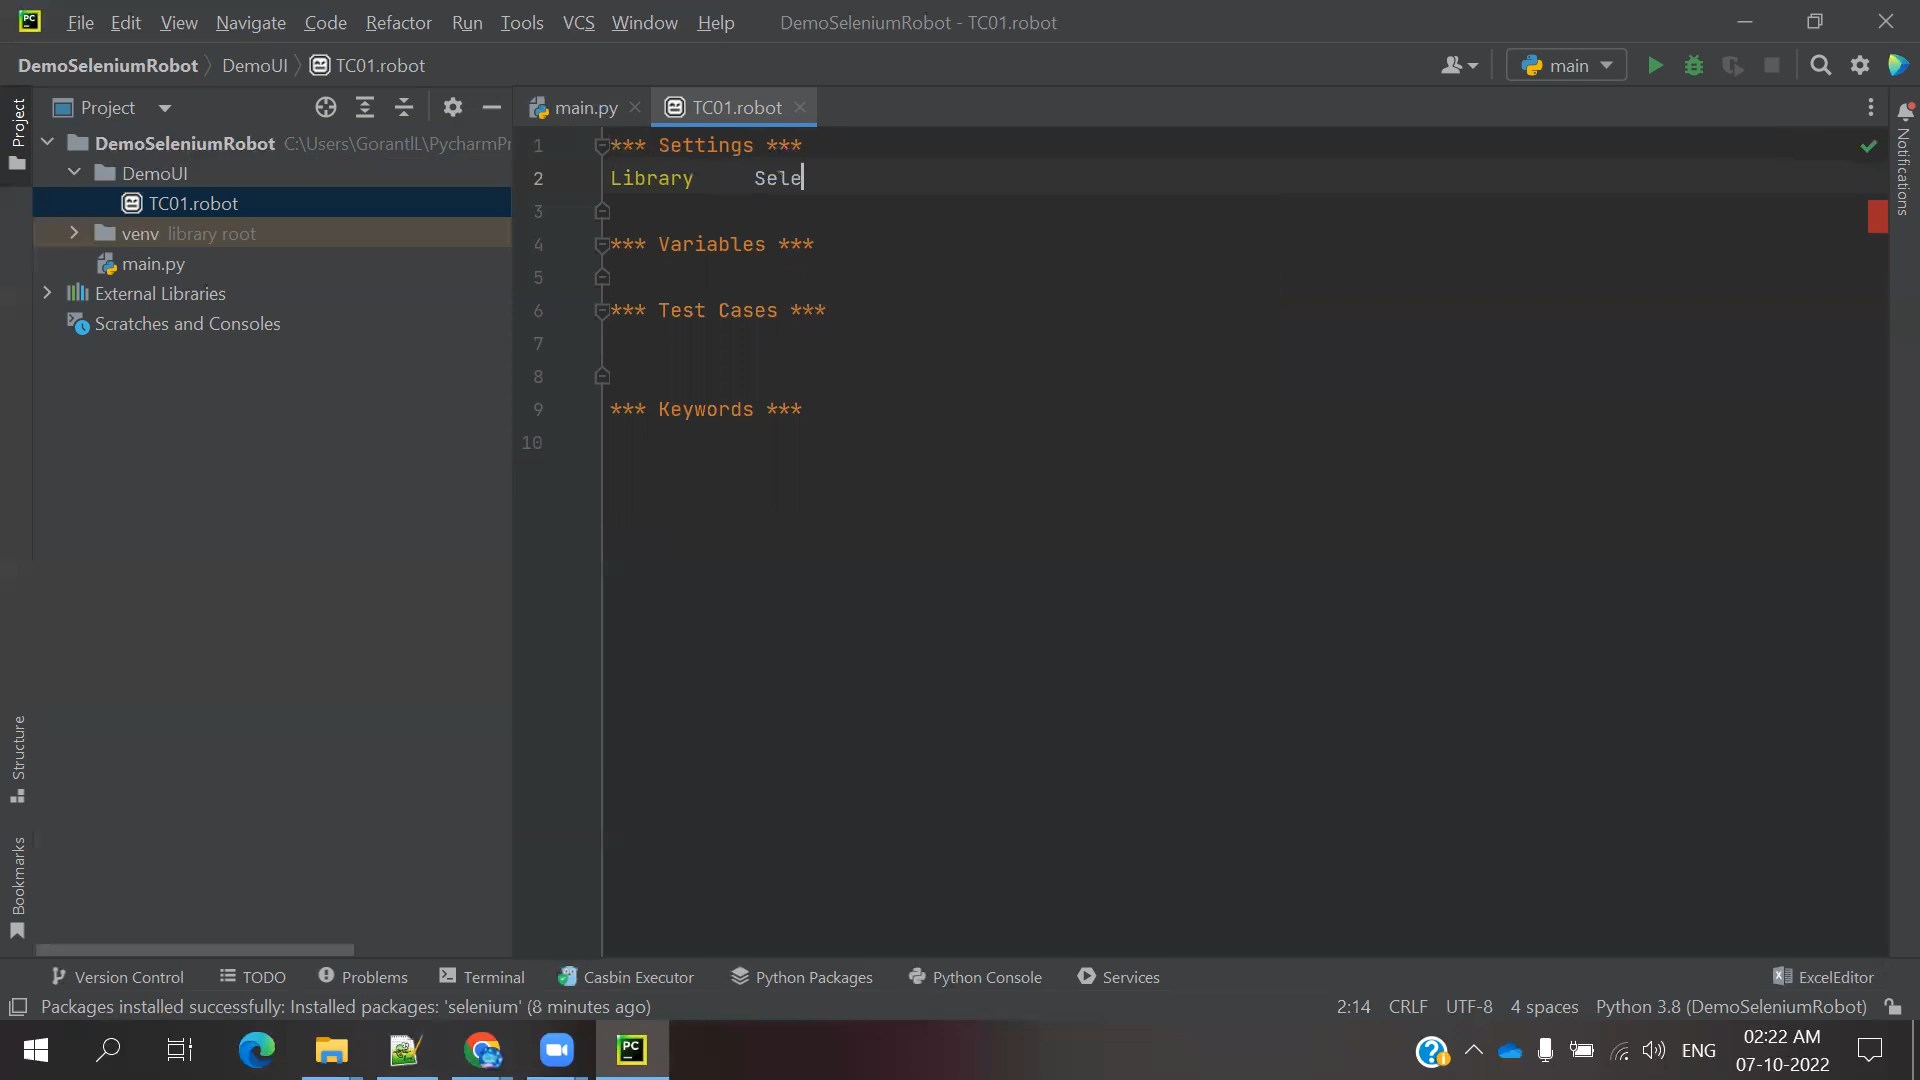 PC File Edit View Navigate Code Refactor Run Tools VCS Window Help DemoSeleniumRobot - TC01.robot
DemoSeleniumRobot DemoUI TC01.robot main
Project main.py TC01.robot
Project
DemoSeleniumRobot C:\Users\GorantlL\PycharmPr
DemoUI
TC01.robot
venv library root
main.py
External Libraries
Scratches and Consoles
1 *** Settings ***
2 Library Sele
3
4 *** Variables ***
5
6 *** Test Cases ***
7
8
9 *** Keywords ***
10
Notifications
Structure
Bookmarks
Version Control TODO Problems Terminal Casbin Executor Python Packages Python Console Services ExcelEditor
Packages installed successfully: Installed packages: 'selenium' (8 minutes ago) 2:14 CRLF UTF-8 4 spaces Python 3.8 (DemoSeleniumRobot)
PC ENG 02:22 AM
07-10-2022